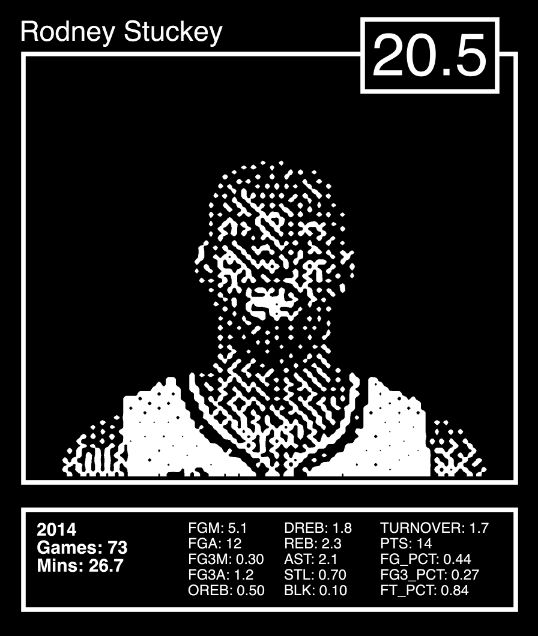 Rodney Stuckey
20.5
2014
Games: 73
Mins: 26.7
FGM: 5.1
FGA: 12
FG3M: 0.30
FG3A: 1.2
OREB: 0.50
DREB: 1.8
REB: 2.3
AST: 2.1
STL: 0.70
BLK: 0.10
TURNOVER: 1.7
PTS: 14
FG_PCT: 0.44
FG3_PCT: 0.27
FT_PCT: 0.84